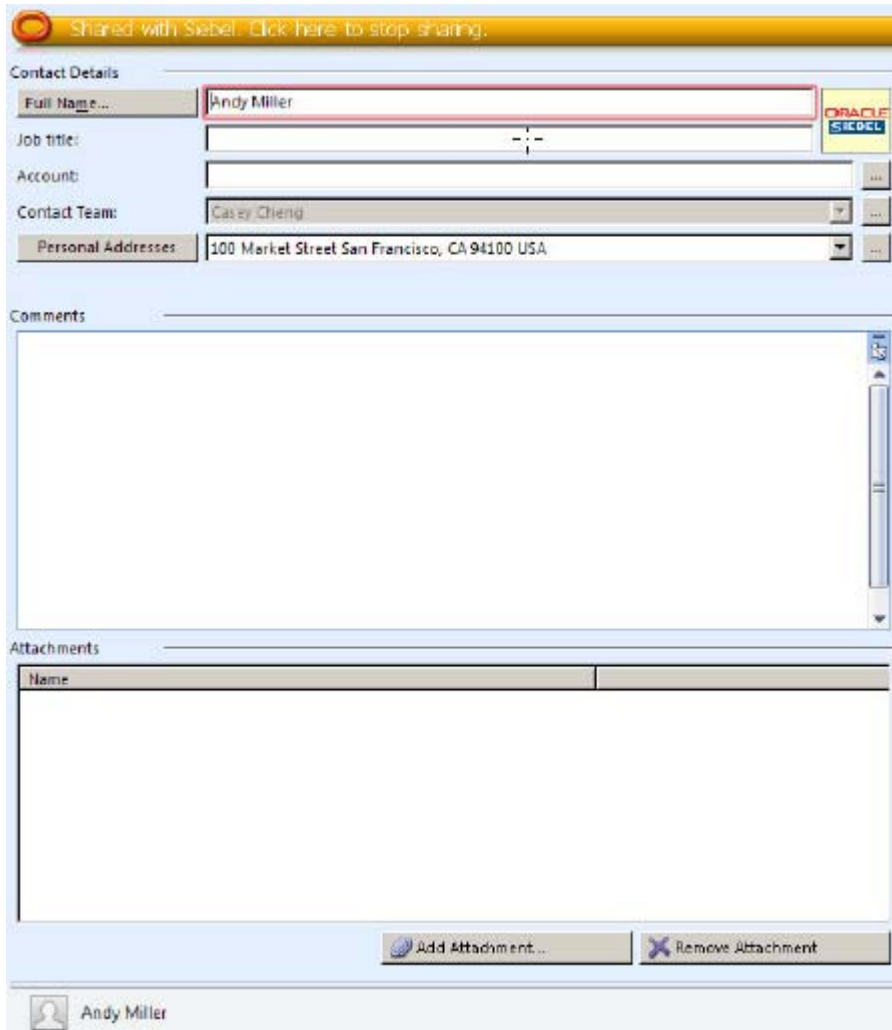 Shared with Siebel. Click here to stop sharing.
Contact Details
Full Name...
Andy Miller
ORACLE
SIEBEL
Job title:
Account:
...
Contact Team:
Casey Cheng
...
Personal Addresses
100 Market Street San Francisco, CA 94100 USA
...
Comments
Attachments
Name
Add Attachment...
Remove Attachment
Andy Miller